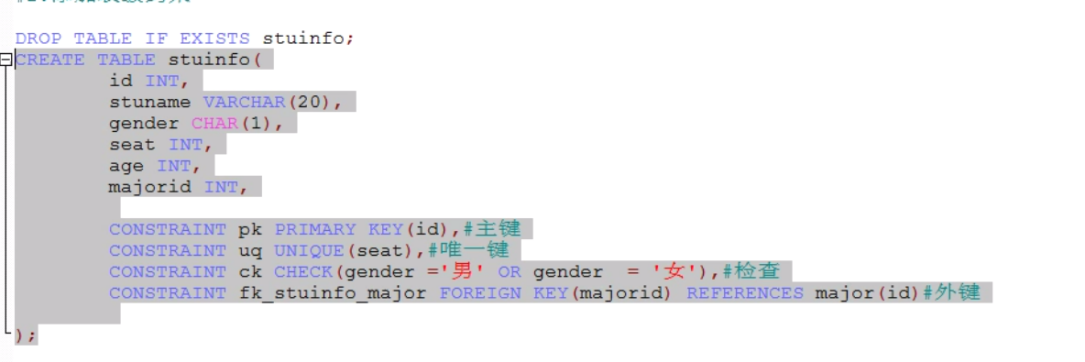 DROP TABLE IF EXISTS stuinfo;
CREATE TABLE stuinfo(
id INT,
stuname VARCHAR(20),
gender CHAR(1),
seat INT,
age INT,
majorid INT,
CONSTRAINT pk PRIMARY KEY(id),#主键
CONSTRAINT uq UNIQUE(seat),#唯一键
CONSTRAINT ck CHECK(gender ='男' OR gender = '女'),#检查
CONSTRAINT fk_stuinfo_major FOREIGN KEY(majorid) REFERENCES major(id)#外键
);